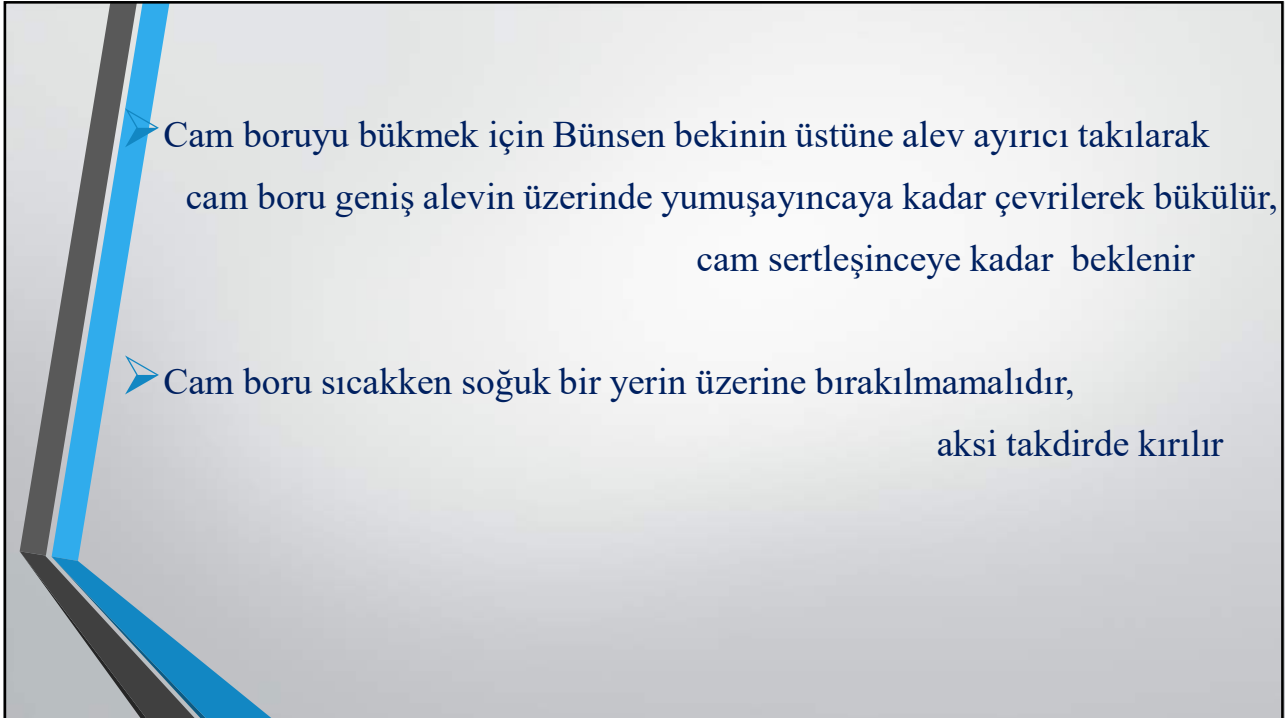 Cam boruyu bükmek için Bünsen bekinin üstüne alev ayırıcı takılarak
cam boru geniş alevin üzerinde yumuşayıncaya kadar çevrilerek bükülür,
cam sertleşinceye kadar beklenir
Cam boru sıcakken soğuk bir yerin üzerine bırakılmamalıdır,
aksi takdirde kırılır